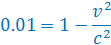 0.01 = 1 − v²/c²